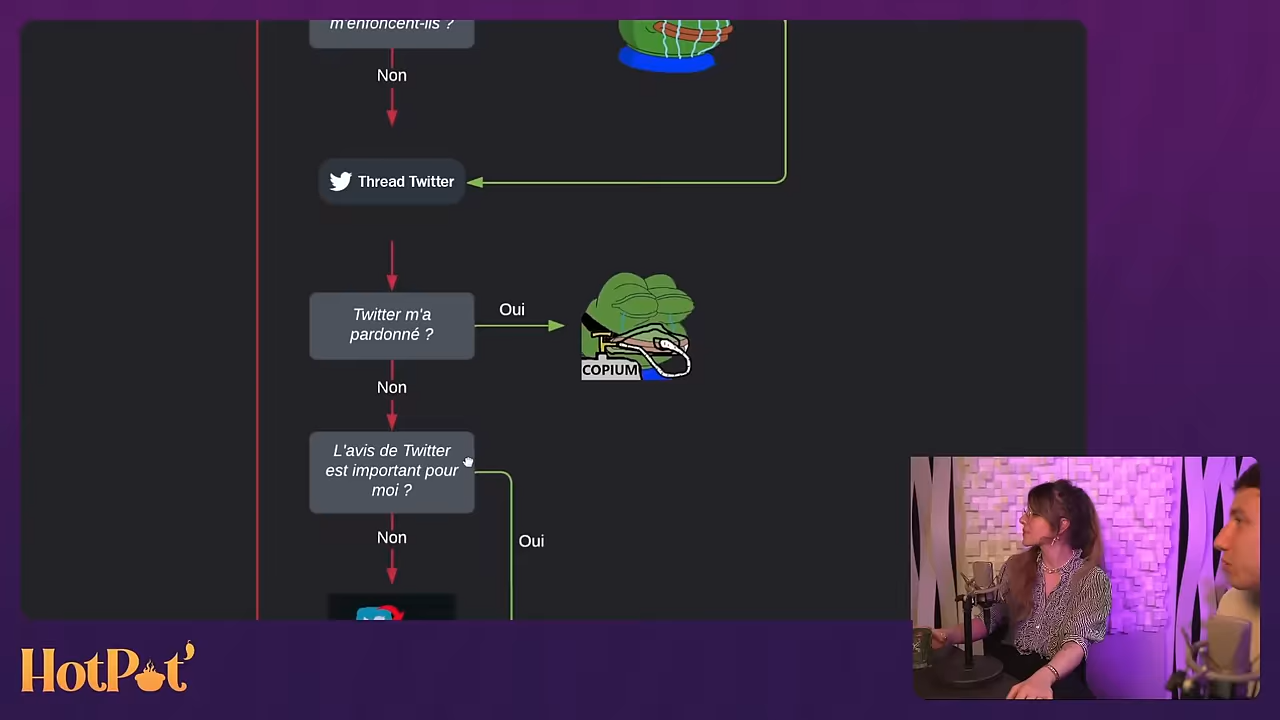 m'enfoncent-ils ?
Non
Thread Twitter
Twitter m'a
pardonné ?
Oui
COPIUM
Non
L'avis de Twitter
est important pour
moi ?
Non
Oui
HotPot'